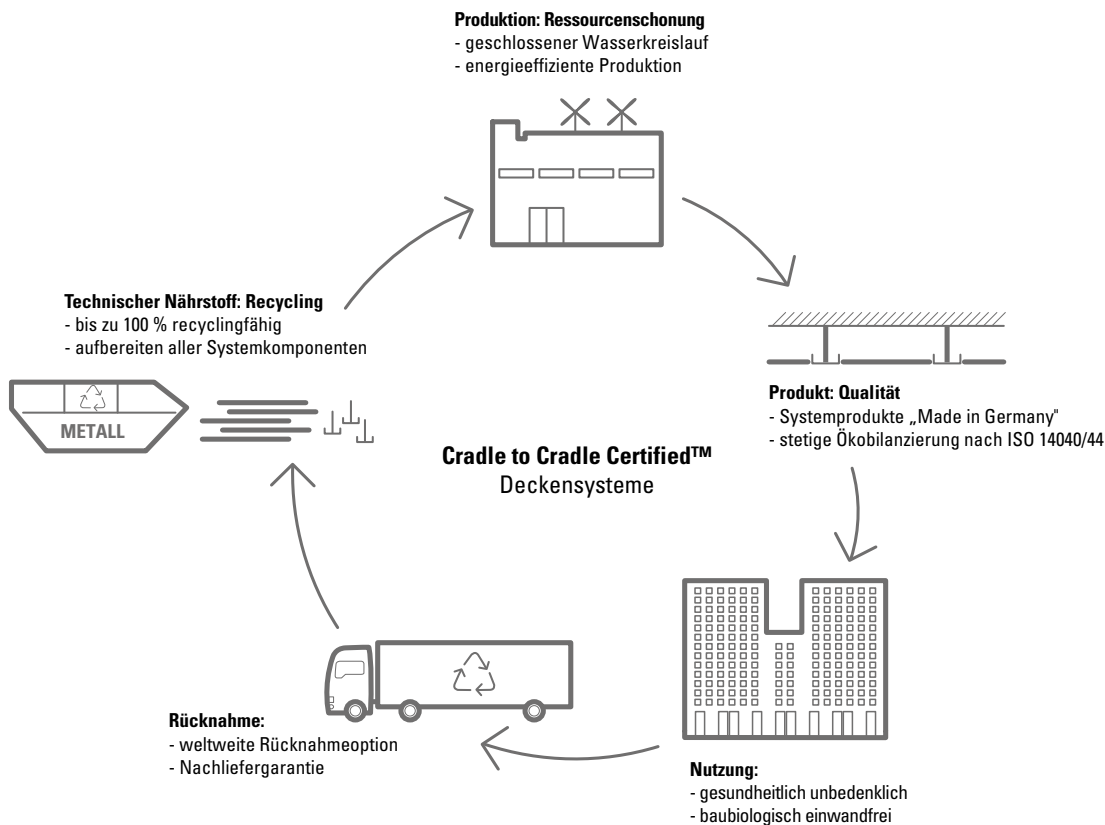 Produktion: Ressourcenschonung
- geschlossener Wasserkreislauf
- energieeffiziente Produktion
Technischer Nährstoff: Recycling
- bis zu 100 % recyclingfähig
- aufbereiten aller Systemkomponenten
METALL
Produkt: Qualität
- Systemprodukte „Made in Germany"
- stetige Ökobilanzierung nach ISO 14040/44
Cradle to Cradle Certified™
Deckensysteme
Rücknahme:
- weltweite Rücknahmeoption
- Nachliefergarantie
Nutzung:
- gesundheitlich unbedenklich
- baubiologisch einwandfrei